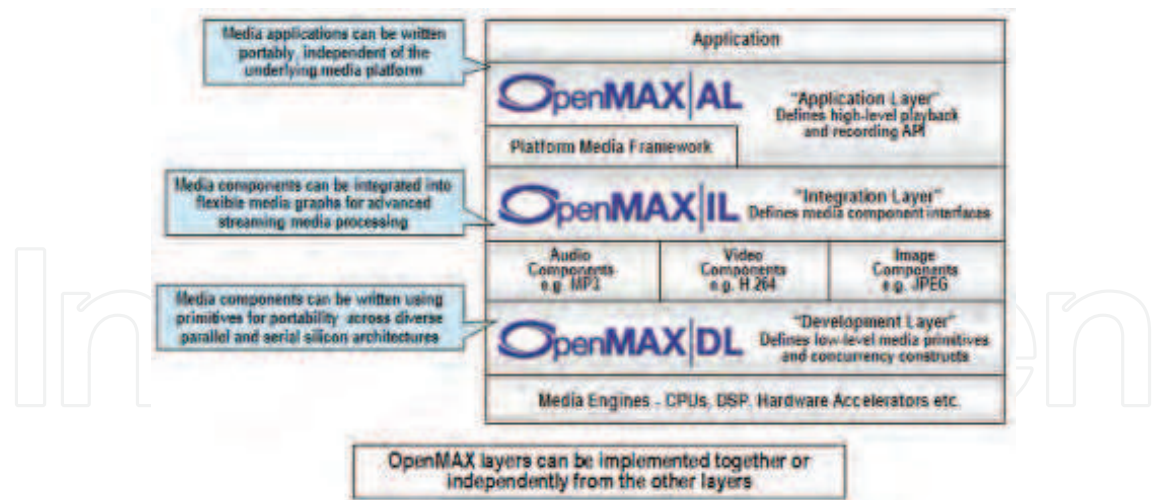 Media applications can be written
portably, independent of the
underlying media platform
Application
OpenMAX|AL
"Application Layer"
Defines high-level playback
and recording API
Platform Media Framework
Media components can be integrated into
flexible media graphs for advanced
streaming media processing
OpenMAX|IL
"Integration Layer"
Defines media component interfaces
Audio
Components
e.g. MP3
Video
Components
e.g. H.264
Image
Components
e.g. JPEG
Media components can be written using
primitives for portability across diverse
parallel and serial silicon architectures
OpenMAX|DL
"Development Layer"
Defines low-level media primitives
and concurrency constructs
Media Engines - CPUs, DSP, Hardware Accelerators etc.
OpenMAX layers can be implemented together or
independently from the other layers